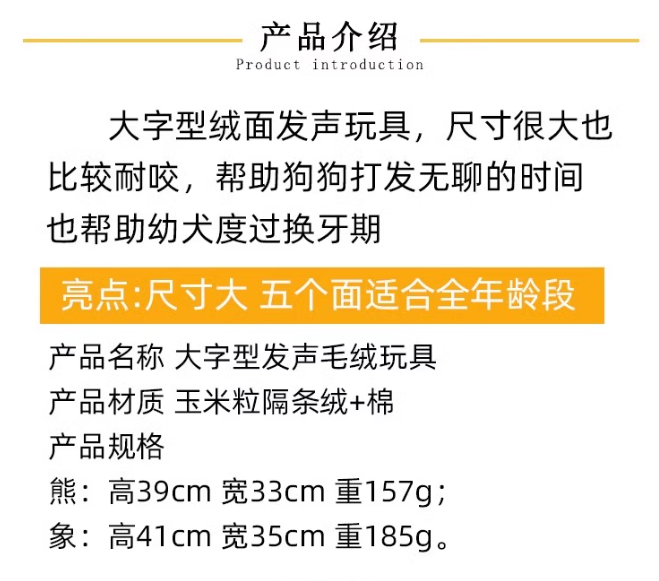 产品介绍
Product introduction
大字型绒面发声玩具，尺寸很大也
比较耐咬，帮助狗狗打发无聊的时间
也帮助幼犬度过换牙期
亮点:尺寸大 五个面适合全年龄段
产品名称 大字型发声毛绒玩具
产品材质 玉米粒隔条绒+棉
产品规格
熊：高39cm 宽33cm 重157g；
象：高41cm 宽35cm 重185g。